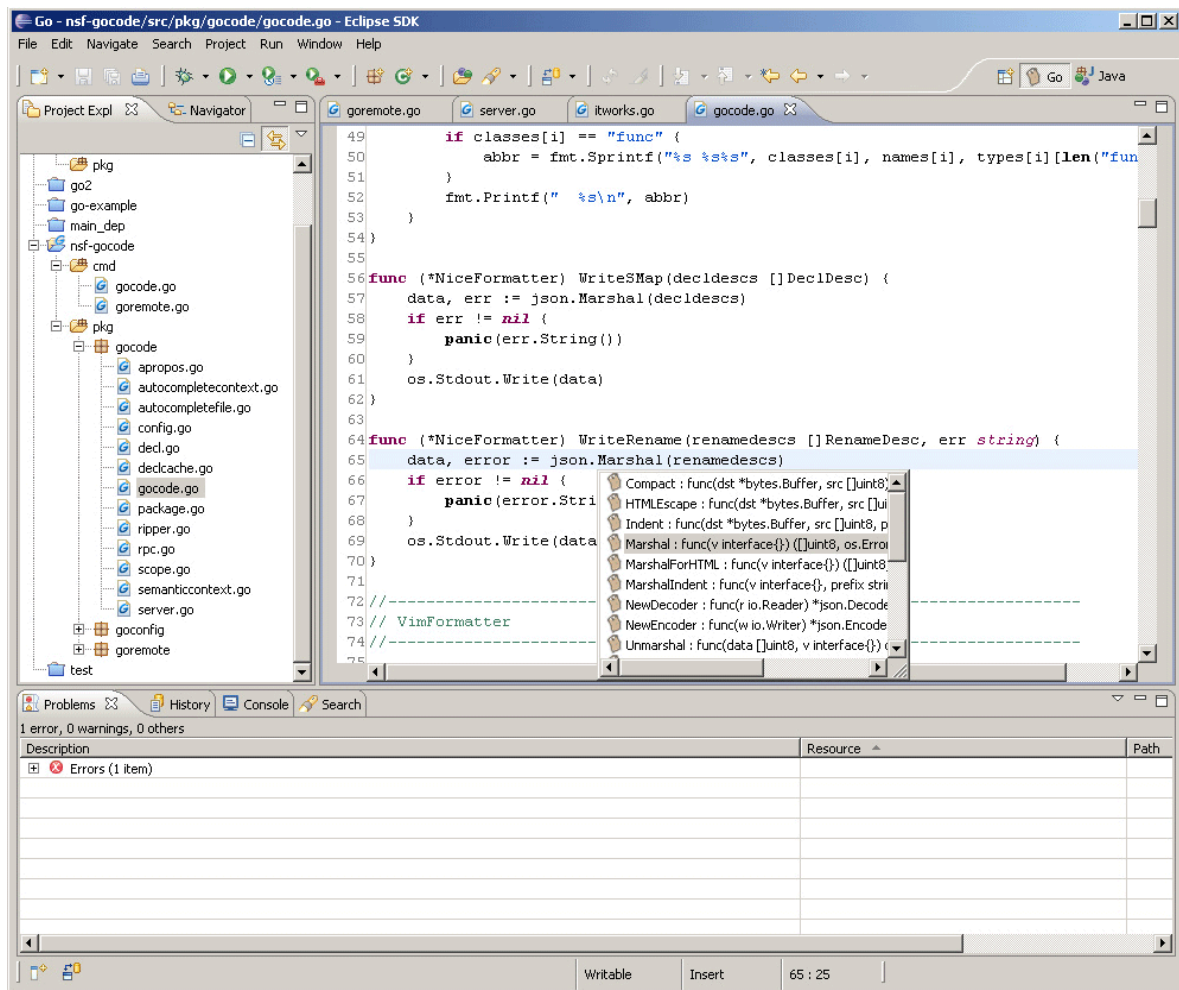 Go - nsf-gocode/src/pkg/gocode/gocode.go - Eclipse SDK
File Edit Navigate Search Project Run Window Help
Go Java
Project Expl Navigator
goremote.go server.go itworks.go gocode.go
pkg
go2
go-example
main_dep
nsf-gocode
cmd
gocode.go
goremote.go
pkg
gocode
apropos.go
autocompletecontext.go
autocompletefile.go
config.go
decl.go
declcache.go
gocode.go
package.go
ripper.go
rpc.go
scope.go
semanticcontext.go
server.go
goconfig
goremote
test
49 if classes[i] == "func" {
50 abbr = fmt.Sprintf("%s %s%s", classes[i], names[i], types[i][len("fun
51 }
52 fmt.Printf("  %s\n", abbr)
53 }
54 }
55
56 func (*NiceFormatter) WriteSMap(decldescs []DeclDesc) {
57 data, err := json.Marshal(decldescs)
58 if err != nil {
59 panic(err.String())
60 }
61 os.Stdout.Write(data)
62 }
63
64 func (*NiceFormatter) WriteRename(renamedescs []RenameDesc, err string) {
65 data, error := json.Marshal(renamedescs)
66 if error != nil {
67 panic(error.Stri
68 }
69 os.Stdout.Write(data
70 }
71
72 //----------------------------------------------------------------------
73 // VimFormatter
74 //----------------------------------------------------------------------
75
Compact : func(dst *bytes.Buffer, src []uint8)
HTMLEscape : func(dst *bytes.Buffer, src []ui
Indent : func(dst *bytes.Buffer, src []uint8, p
Marshal : func(v interface{}) ([]uint8, os.Erro
MarshalForHTML : func(v interface{}) ([]uint8
MarshalIndent : func(v interface{}, prefix stri
NewDecoder : func(r io.Reader) *json.Decode
NewEncoder : func(w io.Writer) *json.Encode
Unmarshal : func(data []uint8, v interface{}) o
Problems History Console Search
1 error, 0 warnings, 0 others
Description Resource Path
Errors (1 item)
Writable Insert 65 : 25